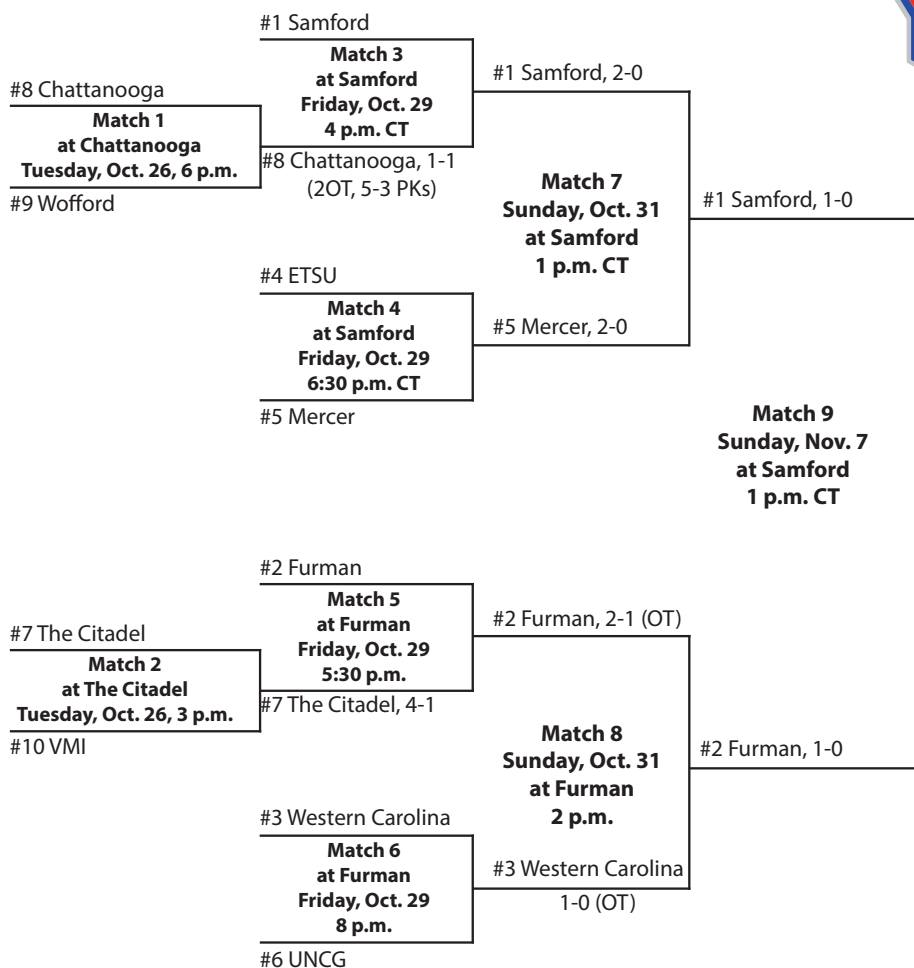 #1 Samford
Match 3
at Samford
Friday, Oct. 29
4 p.m. CT
#1 Samford, 2-0
#8 Chattanooga
Match 1
at Chattanooga
Tuesday, Oct. 26, 6 p.m.
#8 Chattanooga, 1-1
(2OT, 5-3 PKs)
#9 Wofford
Match 7
Sunday, Oct. 31
at Samford
1 p.m. CT
#1 Samford, 1-0
#4 ETSU
Match 4
at Samford
Friday, Oct. 29
6:30 p.m. CT
#5 Mercer, 2-0
#5 Mercer
Match 9
Sunday, Nov. 7
at Samford
1 p.m. CT
#2 Furman
Match 5
at Furman
Friday, Oct. 29
5:30 p.m.
#2 Furman, 2-1 (OT)
#7 The Citadel
Match 2
at The Citadel
Tuesday, Oct. 26, 3 p.m.
#7 The Citadel, 4-1
#10 VMI
Match 8
Sunday, Oct. 31
at Furman
2 p.m.
#2 Furman, 1-0
#3 Western Carolina
Match 6
at Furman
Friday, Oct. 29
8 p.m.
#3 Western Carolina
1-0 (OT)
#6 UNCG